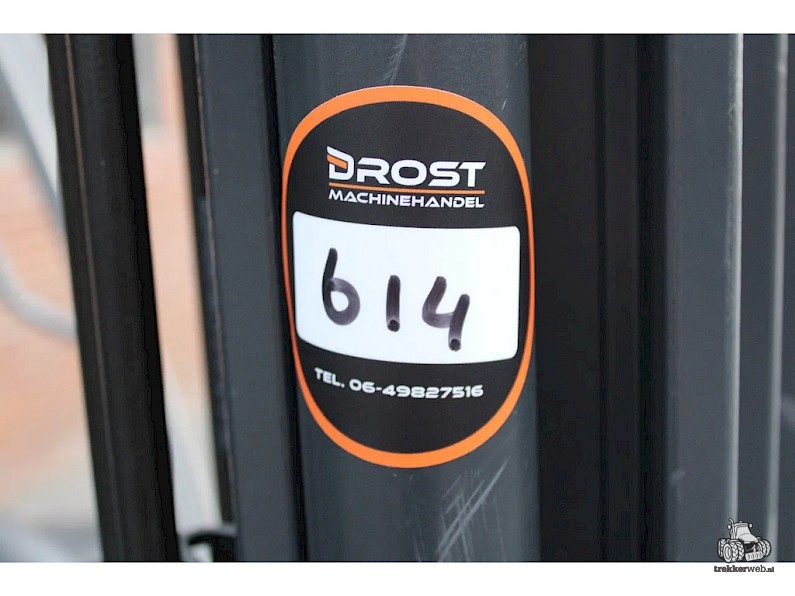 DROST
MACHINEHANDEL
614
TEL. 06-49827516
trekkerweb.nl